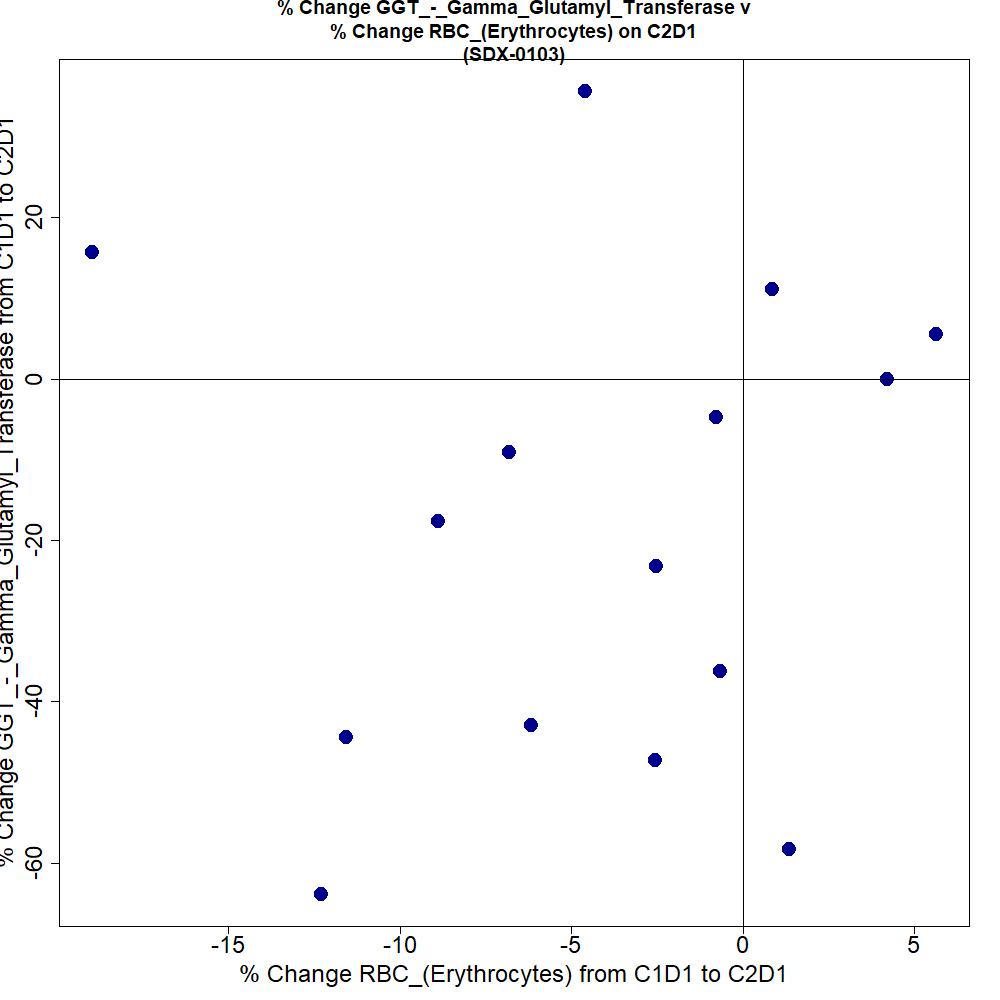 % Change GGT_-_Gamma_Glutamyl_Transferase v
% Change RBC_(Erythrocytes) on C2D1
(SDX-0103)
% Change GGT_-_Gamma_Glutamyl_Transferase from C1D1 to C2D1
20
0
-20
-40
-60
-15
-10
-5
0
5
% Change RBC_(Erythrocytes) from C1D1 to C2D1